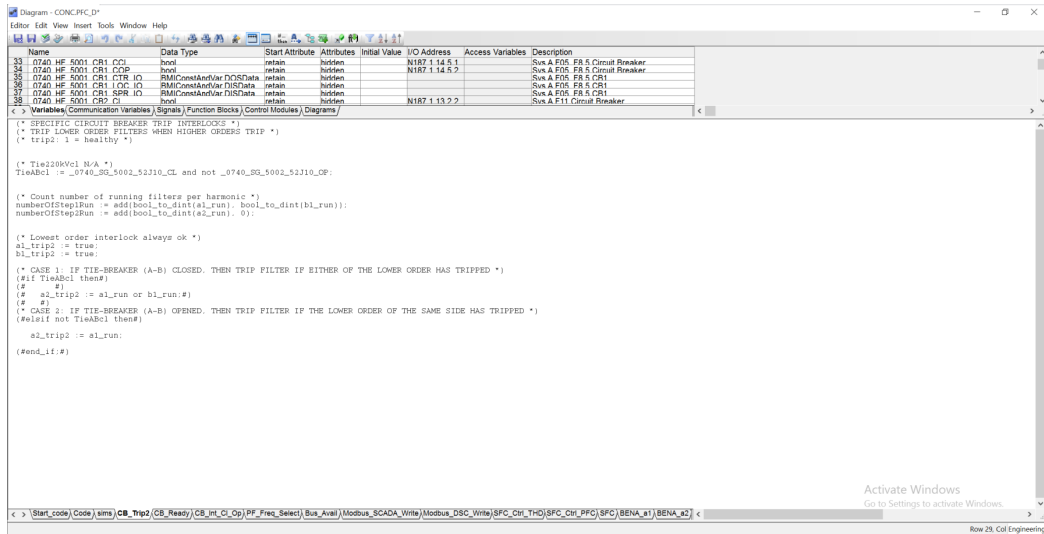 Diagram - CONC.PFC_D*
Editor Edit View Insert Tools Window Help
Name Data Type Start Attribute Attributes Initial Value I/O Address Access Variables Description
33 0740_HF_5001_CB1_CCL bool retain hidden N187.1.14.5.1 Sys A F05, F8.5 Circuit Breaker
34 0740_HF_5001_CB1_COP bool retain hidden N187.1.14.5.2 Sys A F05, F8.5 Circuit Breaker
35 0740_HF_5001_CB1_CTR_IO BMIConstAndVar.DOSData retain hidden Sys A F05, F8.5 CB1
36 0740_HF_5001_CB1_LOC_IO BMIConstAndVar.DISData retain hidden Sys A F05, F8.5 CB1
37 0740_HF_5001_CB1_SPR_IO BMIConstAndVar.DISData retain hidden Sys A F05, F8.5 CB1
38 0740_HF_5001_CB2_CL bool retain hidden N187.1.13.2.2 Sys A F11 Circuit Breaker
Variables Communication Variables Signals Function Blocks Control Modules Diagrams
(* SPECIFIC CIRCUIT BREAKER TRIP INTERLOCKS *)
(* TRIP LOWER ORDER FILTERS WHEN HIGHER ORDERS TRIP *)
(* trip2: 1 = healthy *)
(* Tie220kVcl N/A *)
TieABcl := _0740_SG_5002_52J10_CL and not _0740_SG_5002_52J10_OP;
(* Count number of running filters per harmonic *)
numberOfStep1Run := add(bool_to_dint(a1_run), bool_to_dint(b1_run));
numberOfStep2Run := add(bool_to_dint(a2_run), 0);
(* Lowest order interlock always ok *)
a1_trip2 := true;
b1_trip2 := true;
(* CASE 1: IF TIE-BREAKER (A-B) CLOSED, THEN TRIP FILTER IF EITHER OF THE LOWER ORDER HAS TRIPPED *)
(#if TieABcl then#)
(# #)
(# a2_trip2 := a1_run or b1_run;#)
(# #)
(* CASE 2: IF TIE-BREAKER (A-B) OPENED, THEN TRIP FILTER IF THE LOWER ORDER OF THE SAME SIDE HAS TRIPPED *)
(#elsif not TieABcl then#)
a2_trip2 := a1_run;
(#end_if;#)
Activate Windows
Go to Settings to activate Windows.
Start_code Code sims CB_Trip2 CB_Ready CB_Int_Cl_Op PF_Freq_Select Bus_Avail Modbus_SCADA_Write Modbus_DSC_Write SFC_Ctrl_THD SFC_Ctrl_PFC SFC BENA_a1 BENA_a2
Row 29, Col Engineering